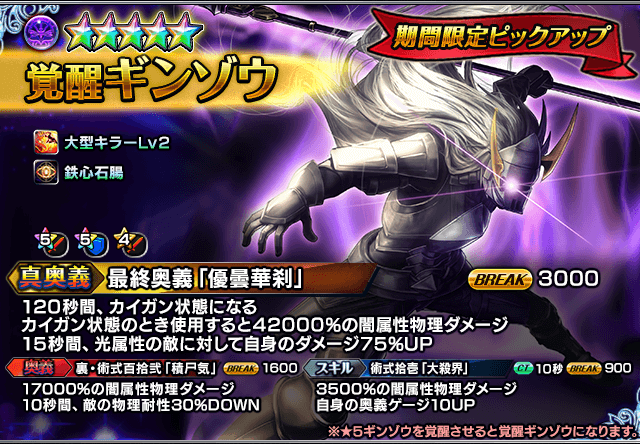 期間限定ピックアップ
覚醒ギンゾウ
大型キラーLv2
鉄心石腸
5 5 4
真奥義 最終奥義「優曇華刹」 BREAK 3000
120秒間、カイガン状態になる
カイガン状態のとき使用すると42000%の闇属性物理ダメージ
15秒間、光属性の敵に対して自身のダメージ75%UP
奥義 裏・術式百拾弐「積尸気」 BREAK 1600
17000%の闇属性物理ダメージ
10秒間、敵の物理耐性30%DOWN
スキル 術式拾壱「大殺界」 CT 10秒 BREAK 900
3500%の闇属性物理ダメージ
自身の奥義ゲージ10UP
※★5ギンゾウを覚醒させると覚醒ギンゾウになります。